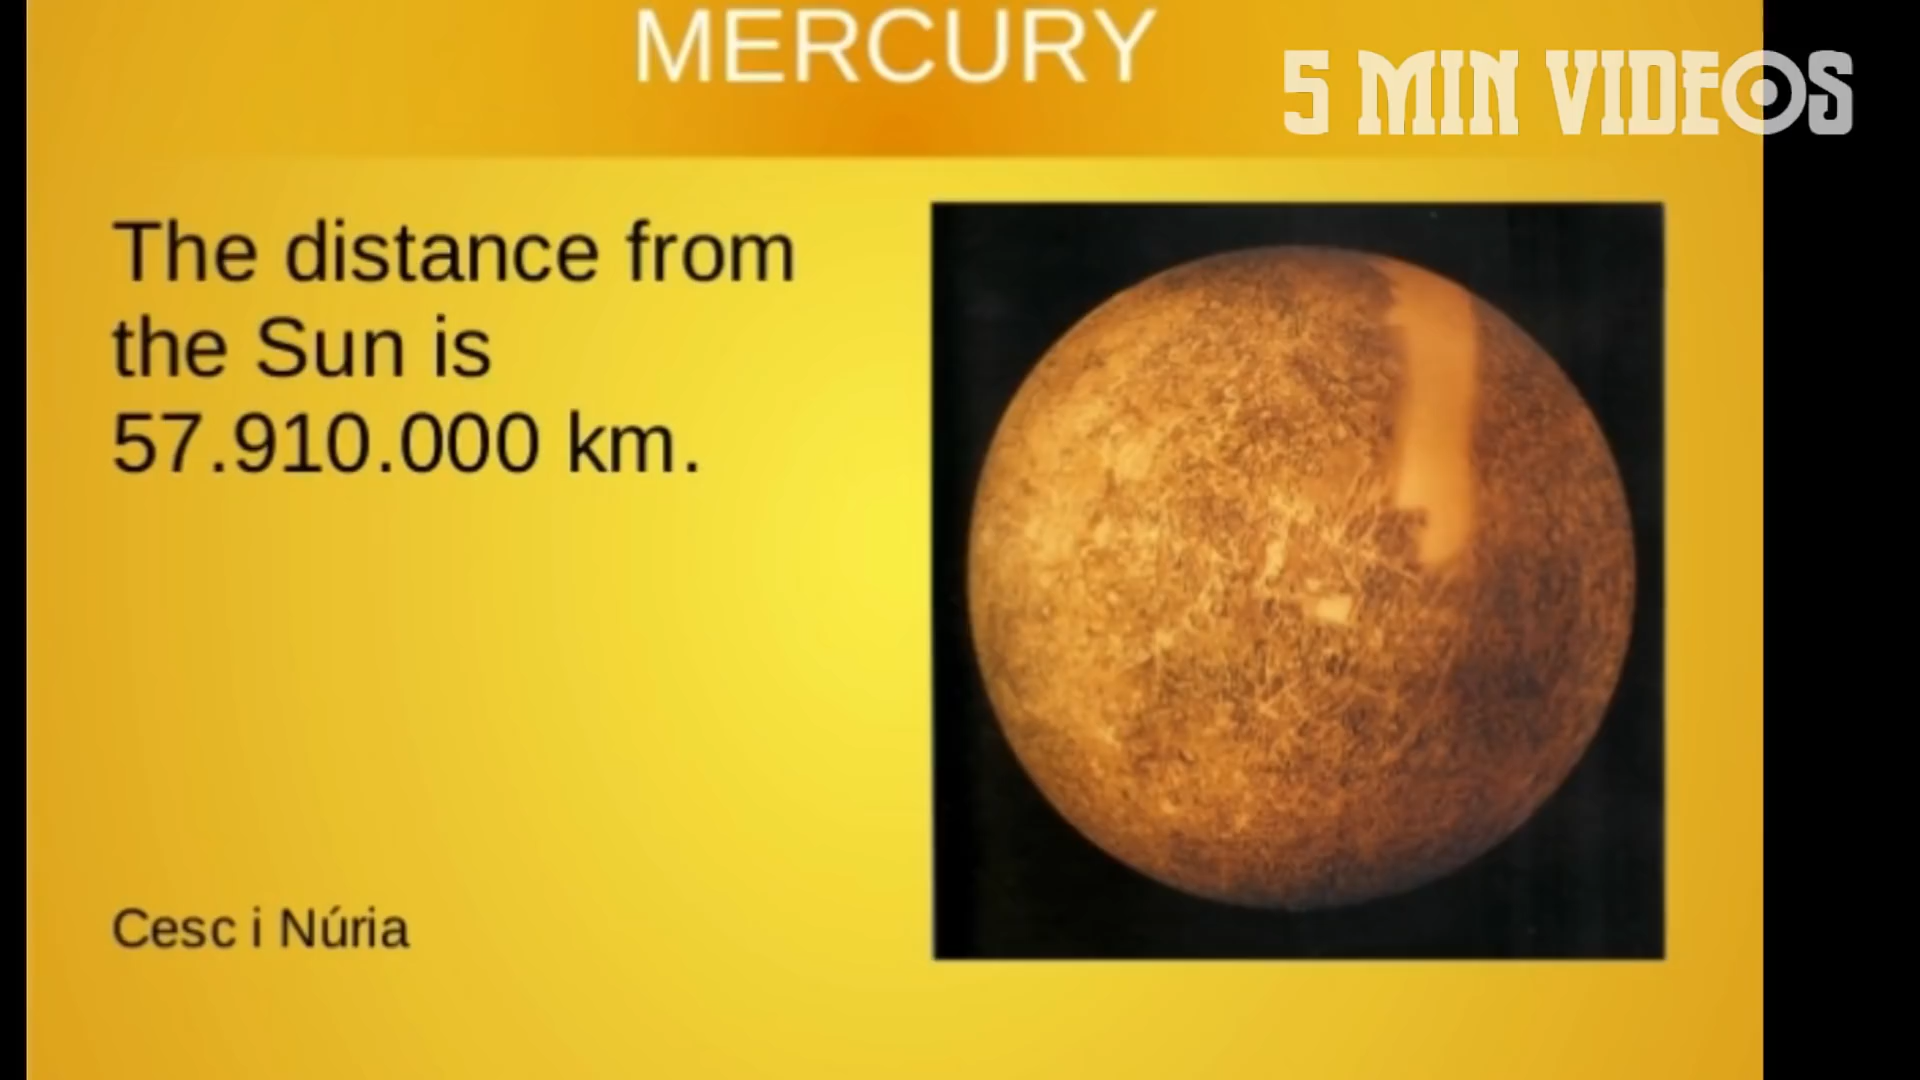 MERCURY
5 MIN VIDEOS
The distance from
the Sun is
57.910.000 km.
Cesc i Núria